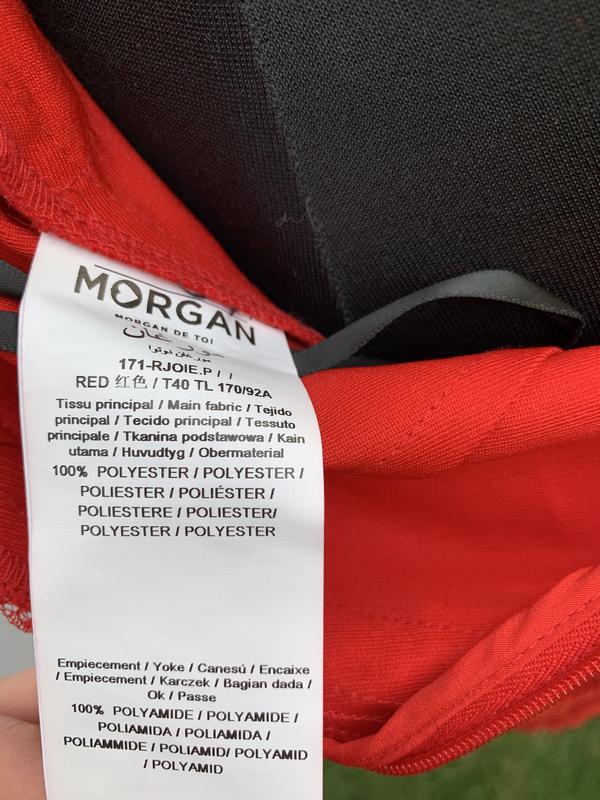 MORGAN
MORGAN DE TOI
171-RJOIE.P / /
RED 红色 / T40 TL 170/92A
Tissu principal / Main fabric / Tejido
principal / Tecido principal / Tessuto
principale / Tkanina podstawowa / Kain
utama / Huvudtyg / Obermaterial
100% POLYESTER / POLYESTER /
POLIESTER / POLIÉSTER /
POLIESTERE / POLIESTER/
POLYESTER / POLYESTER
Empiecement / Yoke / Canesú / Encaixe
/ Empiecement / Karczek / Bagian dada /
Ok / Passe
100% POLYAMIDE / POLYAMIDE /
POLIAMIDA / POLIAMIDA /
POLIAMMIDE / POLIAMID/ POLYAMID
/ POLYAMID